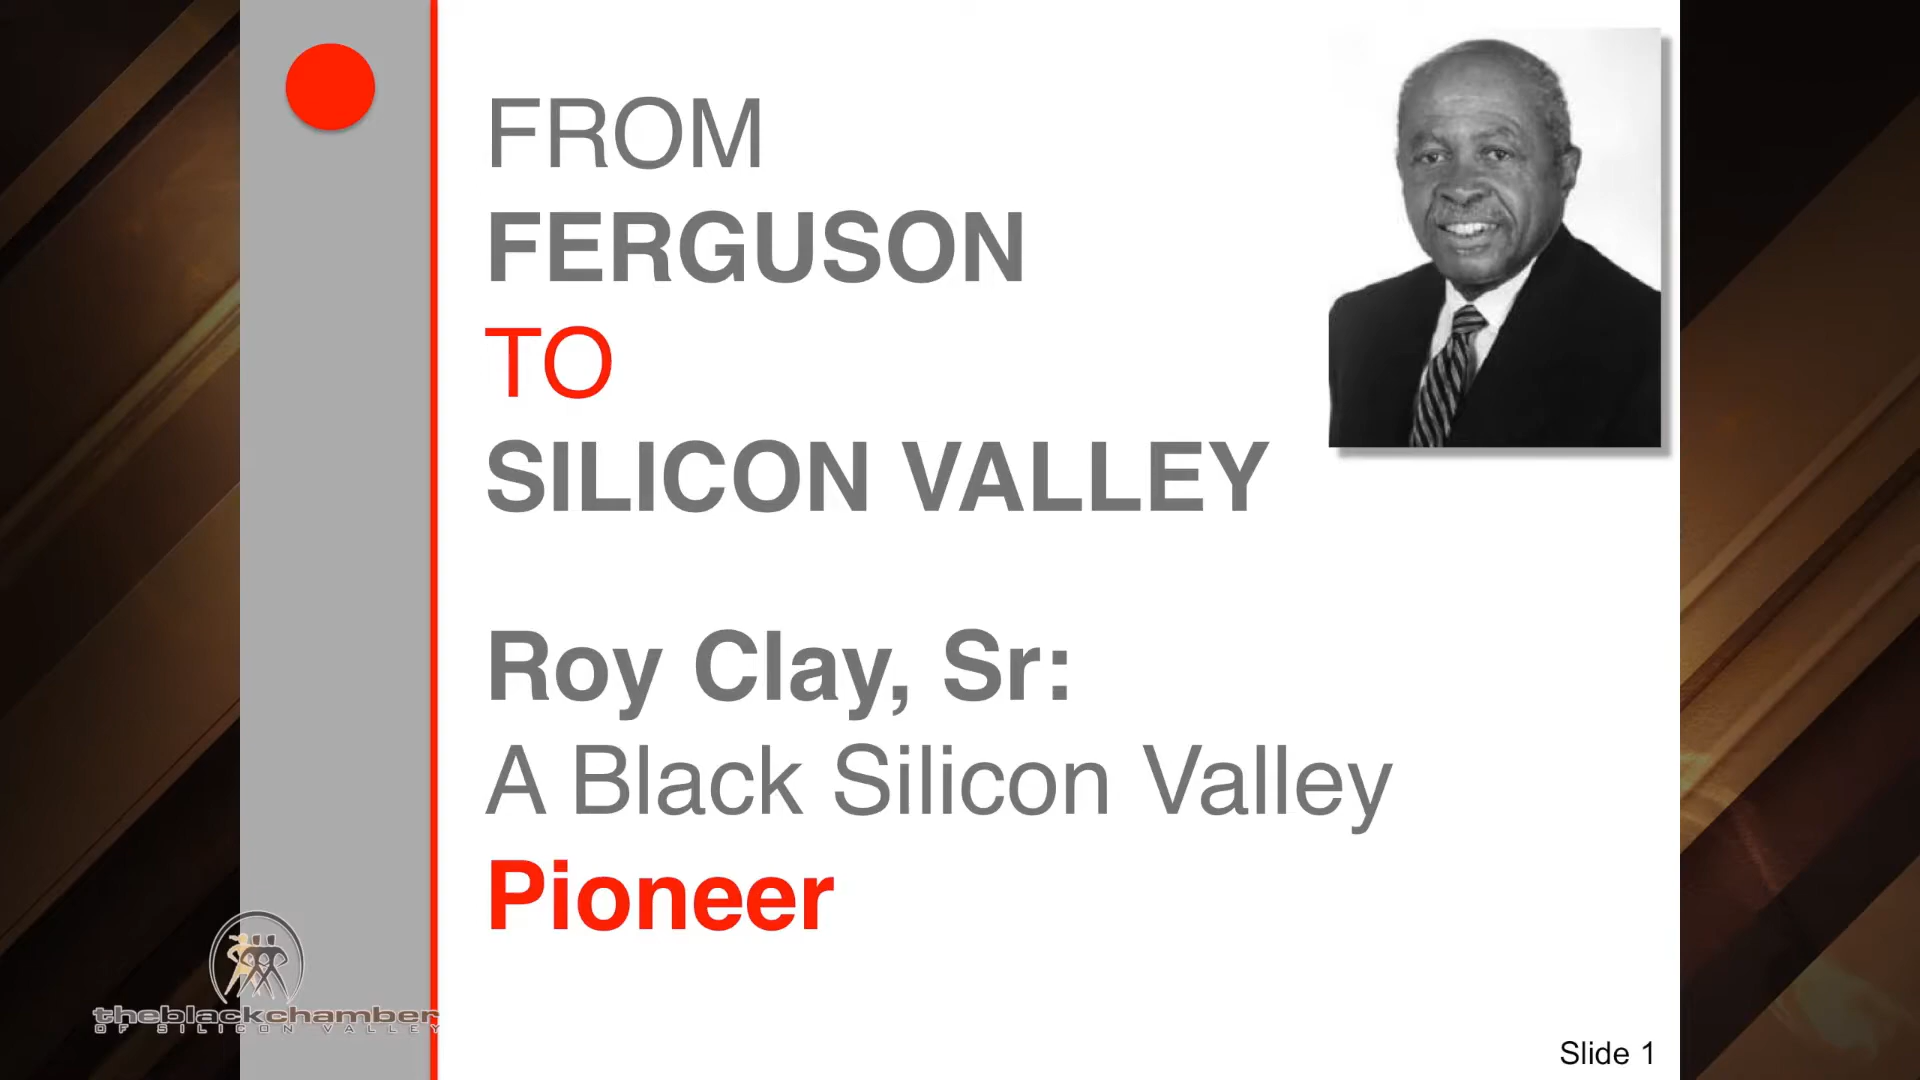 FROM
FERGUSON
TO
SILICON VALLEY
Roy Clay, Sr:
A Black Silicon Valley
Pioneer
theblackchamber
OF SILICON VALLEY
Slide 1